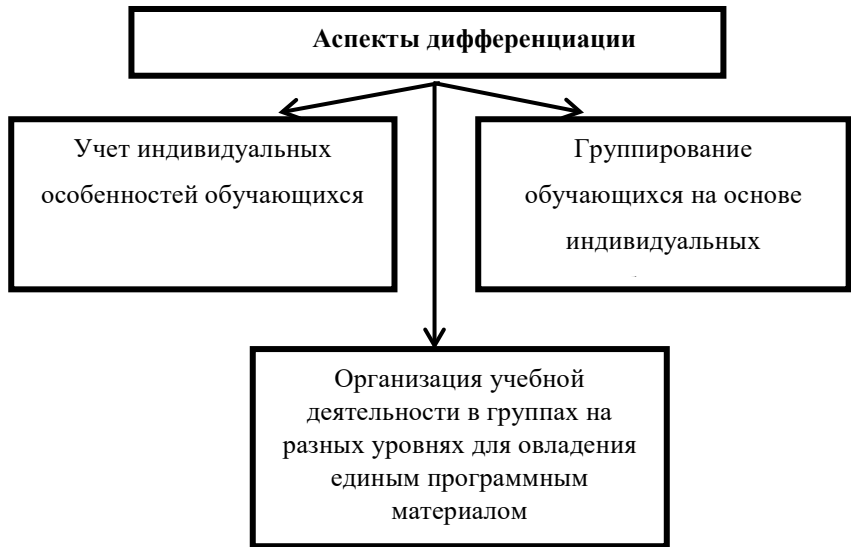 Аспекты дифференциации
Учет индивидуальных
особенностей обучающихся
Группирование
обучающихся на основе
индивидуальных
Организация учебной
деятельности в группах на
разных уровнях для овладения
единым программным
материалом